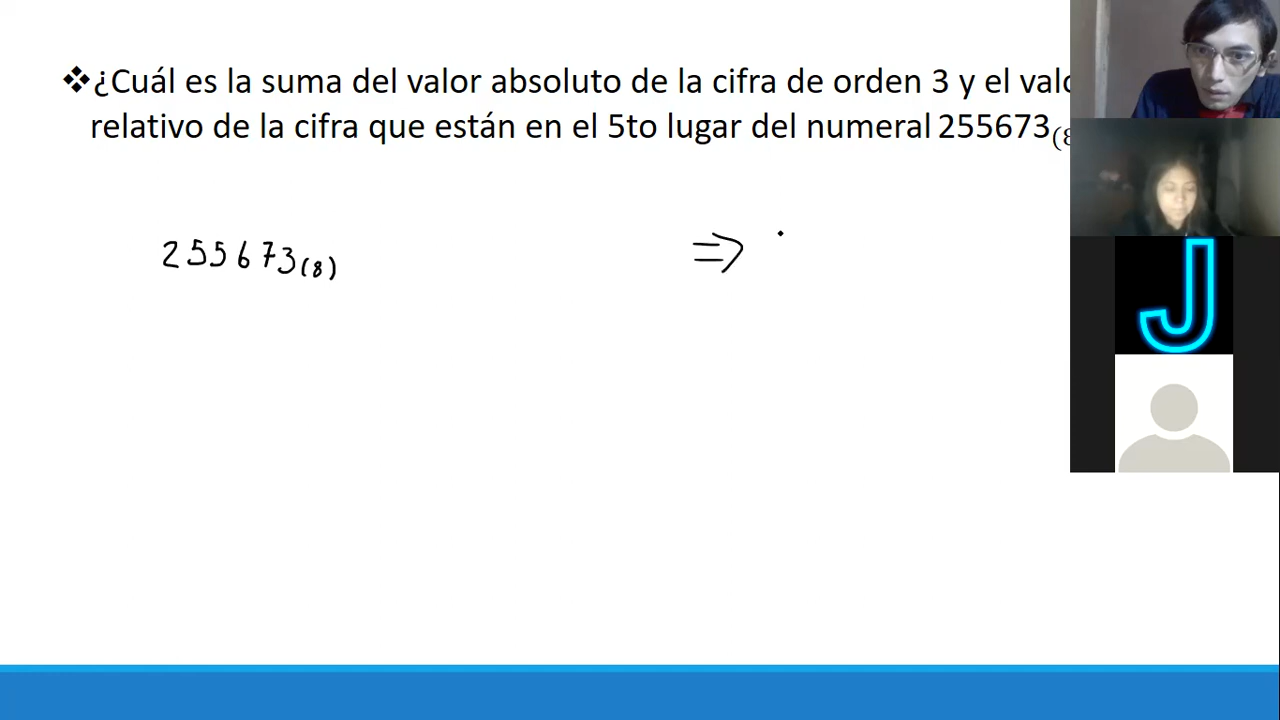 ❖¿Cuál es la suma del valor absoluto de la cifra de orden 3 y el valo
relativo de la cifra que están en el 5to lugar del numeral 255673(8
255673(8) ⇒
J